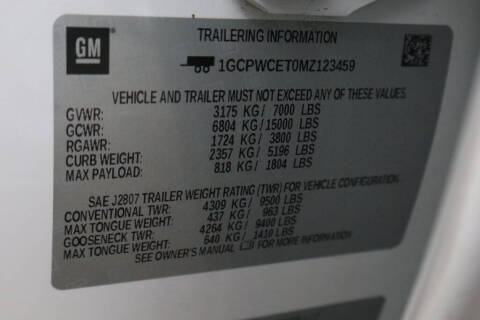 GM
TRAILERING INFORMATION
1GCPWCET0MZ123459
VEHICLE AND TRAILER MUST NOT EXCEED ANY OF THESE VALUES.
GVWR: 3175 KG / 7000 LBS
GCWR: 6804 KG / 15000 LBS
RGAWR: 1724 KG / 3800 LBS
CURB WEIGHT: 2357 KG / 5196 LBS
MAX PAYLOAD: 818 KG / 1804 LBS
SAE J2807 TRAILER WEIGHT RATING (TWR) FOR VEHICLE CONFIGURATION.
CONVENTIONAL TWR: 4309 KG / 9500 LBS
MAX TONGUE WEIGHT: 437 KG / 963 LBS
GOOSENECK TWR: 4264 KG / 9400 LBS
MAX TONGUE WEIGHT: 640 KG / 1410 LBS
SEE OWNER'S MANUAL FOR MORE INFORMATION